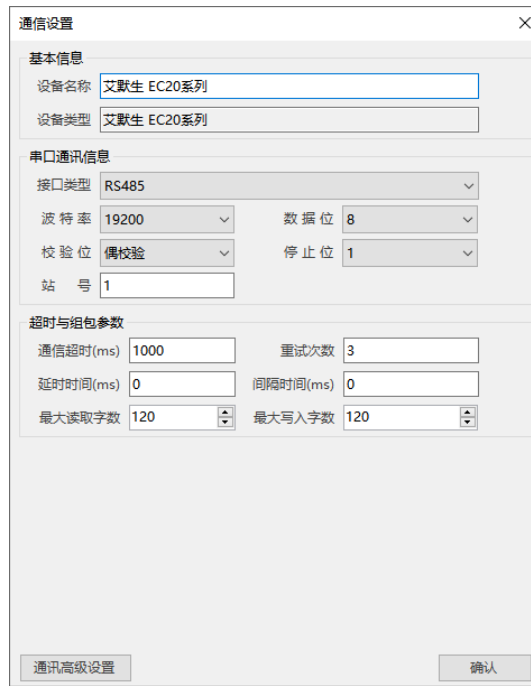 通信设置
基本信息
设备名称 艾默生 EC20系列
设备类型 艾默生 EC20系列
串口通讯信息
接口类型 RS485
波特率 19200 数据位 8
校验位 偶校验 停止位 1
站号 1
超时与组包参数
通信超时(ms) 1000 重试次数 3
延时时间(ms) 0 间隔时间(ms) 0
最大读取字数 120 最大写入字数 120
通讯高级设置 确认